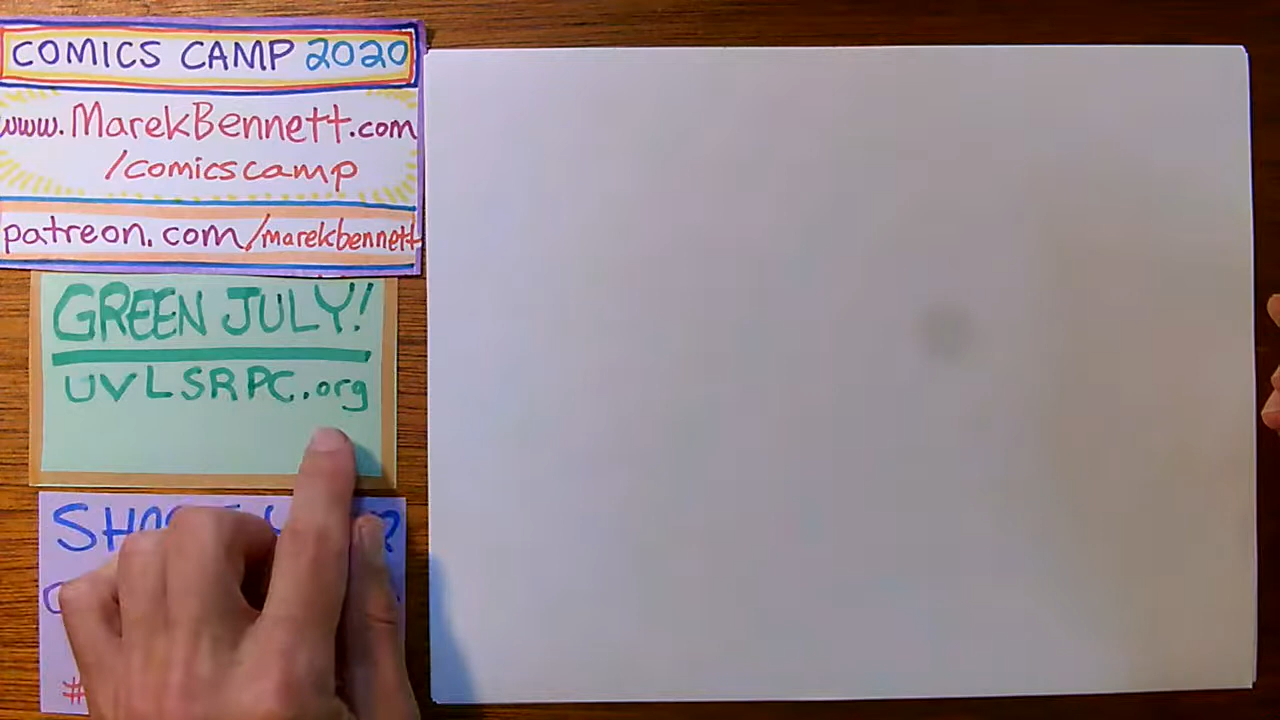 COMICS CAMP 2020
www.MarekBennett.com
/comicscamp
patreon.com/marekbennett
GREEN JULY!
UVLSRPC.org
#